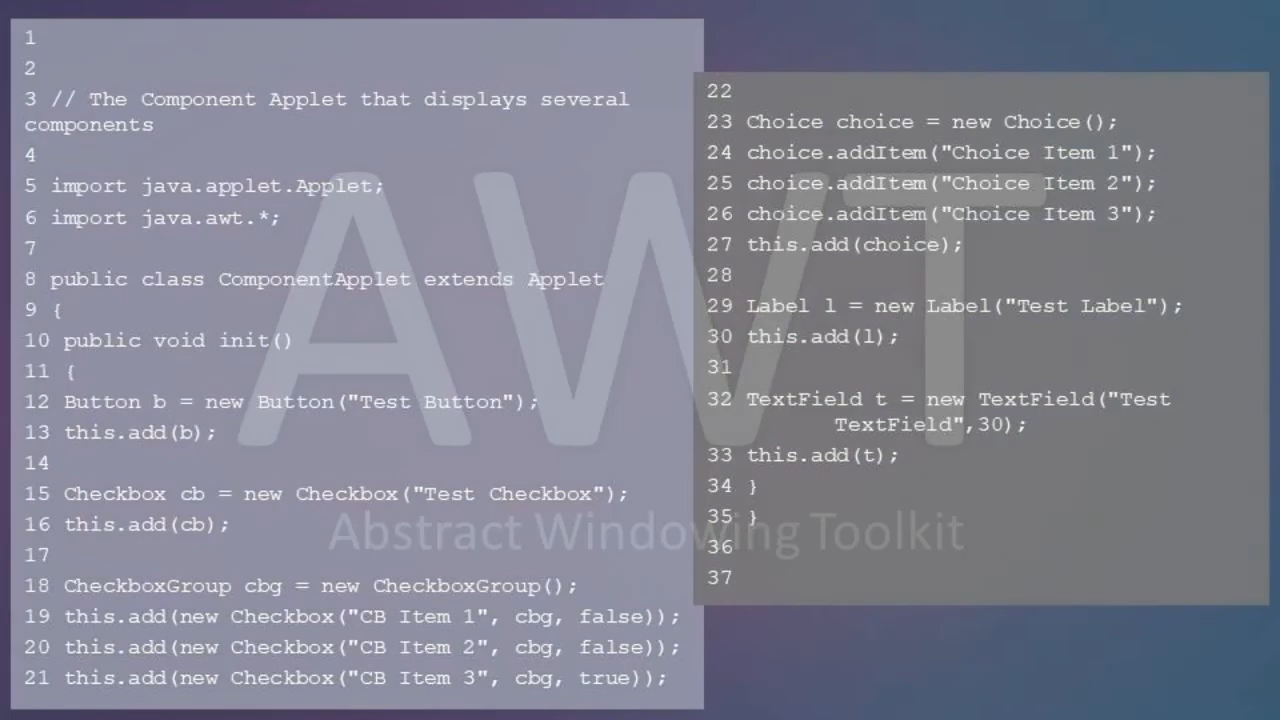 1
2
3 // The Component Applet that displays several
components
4
5 import java.applet.Applet;
6 import java.awt.*;
7
8 public class ComponentApplet extends Applet
9 {
10 public void init()
11 {
12 Button b = new Button("Test Button");
13 this.add(b);
14
15 Checkbox cb = new Checkbox("Test Checkbox");
16 this.add(cb);
17
18 CheckboxGroup cbg = new CheckboxGroup();
19 this.add(new Checkbox("CB Item 1", cbg, false));
20 this.add(new Checkbox("CB Item 2", cbg, false));
21 this.add(new Checkbox("CB Item 3", cbg, true));
22
23 Choice choice = new Choice();
24 choice.addItem("Choice Item 1");
25 choice.addItem("Choice Item 2");
26 choice.addItem("Choice Item 3");
27 this.add(choice);
28
29 Label l = new Label("Test Label");
30 this.add(l);
31
32 TextField t = new TextField("Test
TextField",30);
33 this.add(t);
34 }
35 }
36
37
AWT
Abstract Windowing Toolkit